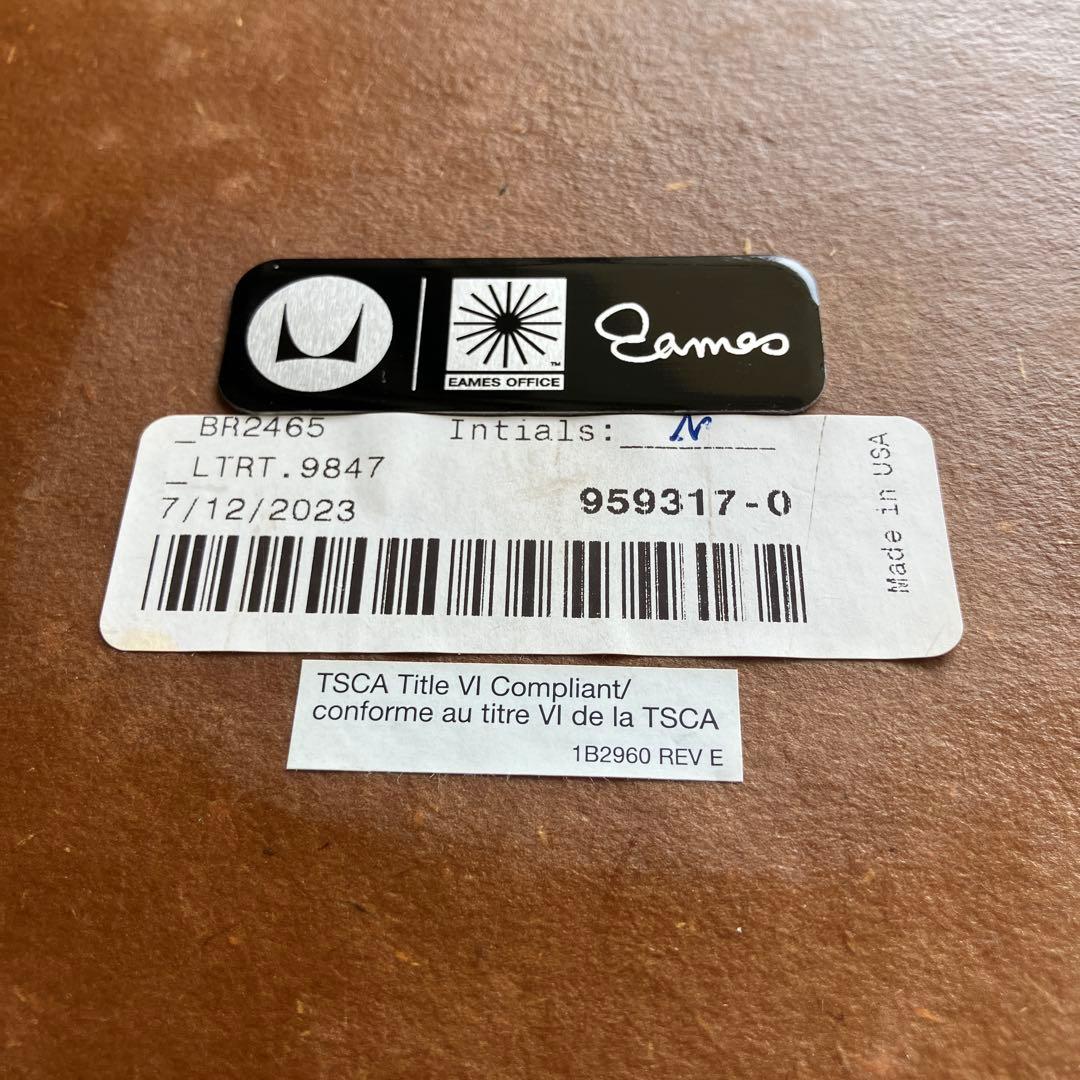 EAMES OFFICE
™
Eames
_BR2465
Intials: N
_LTRT.9847
7/12/2023
959317-0
Made in USA
TSCA Title VI Compliant/
conforme au titre VI de la TSCA
1B2960 REV E